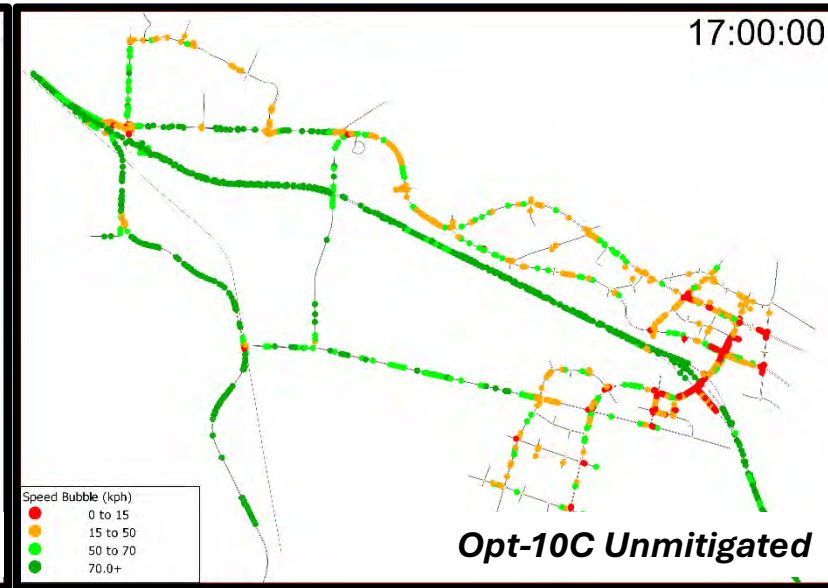 17:00:00
Speed Bubble (kph)
0 to 15
15 to 50
50 to 70
70.0+
Opt-10C Unmitigated